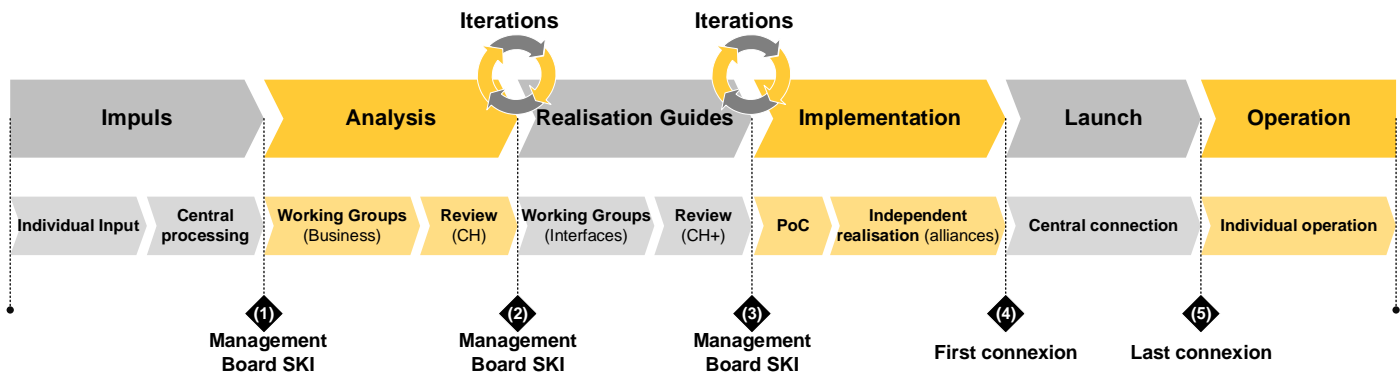 Iterations
Iterations
Impuls
Analysis
Realisation Guides
Implementation
Launch
Operation
Individual Input
Central
processing
Working Groups
(Business)
Review
(CH)
Working Groups
(Interfaces)
Review
(CH+)
PoC
Independent
realisation (alliances)
Central connection
Individual operation
(1)
Management
Board SKI
(2)
Management
Board SKI
(3)
Management
Board SKI
(4)
First connexion
(5)
Last connexion